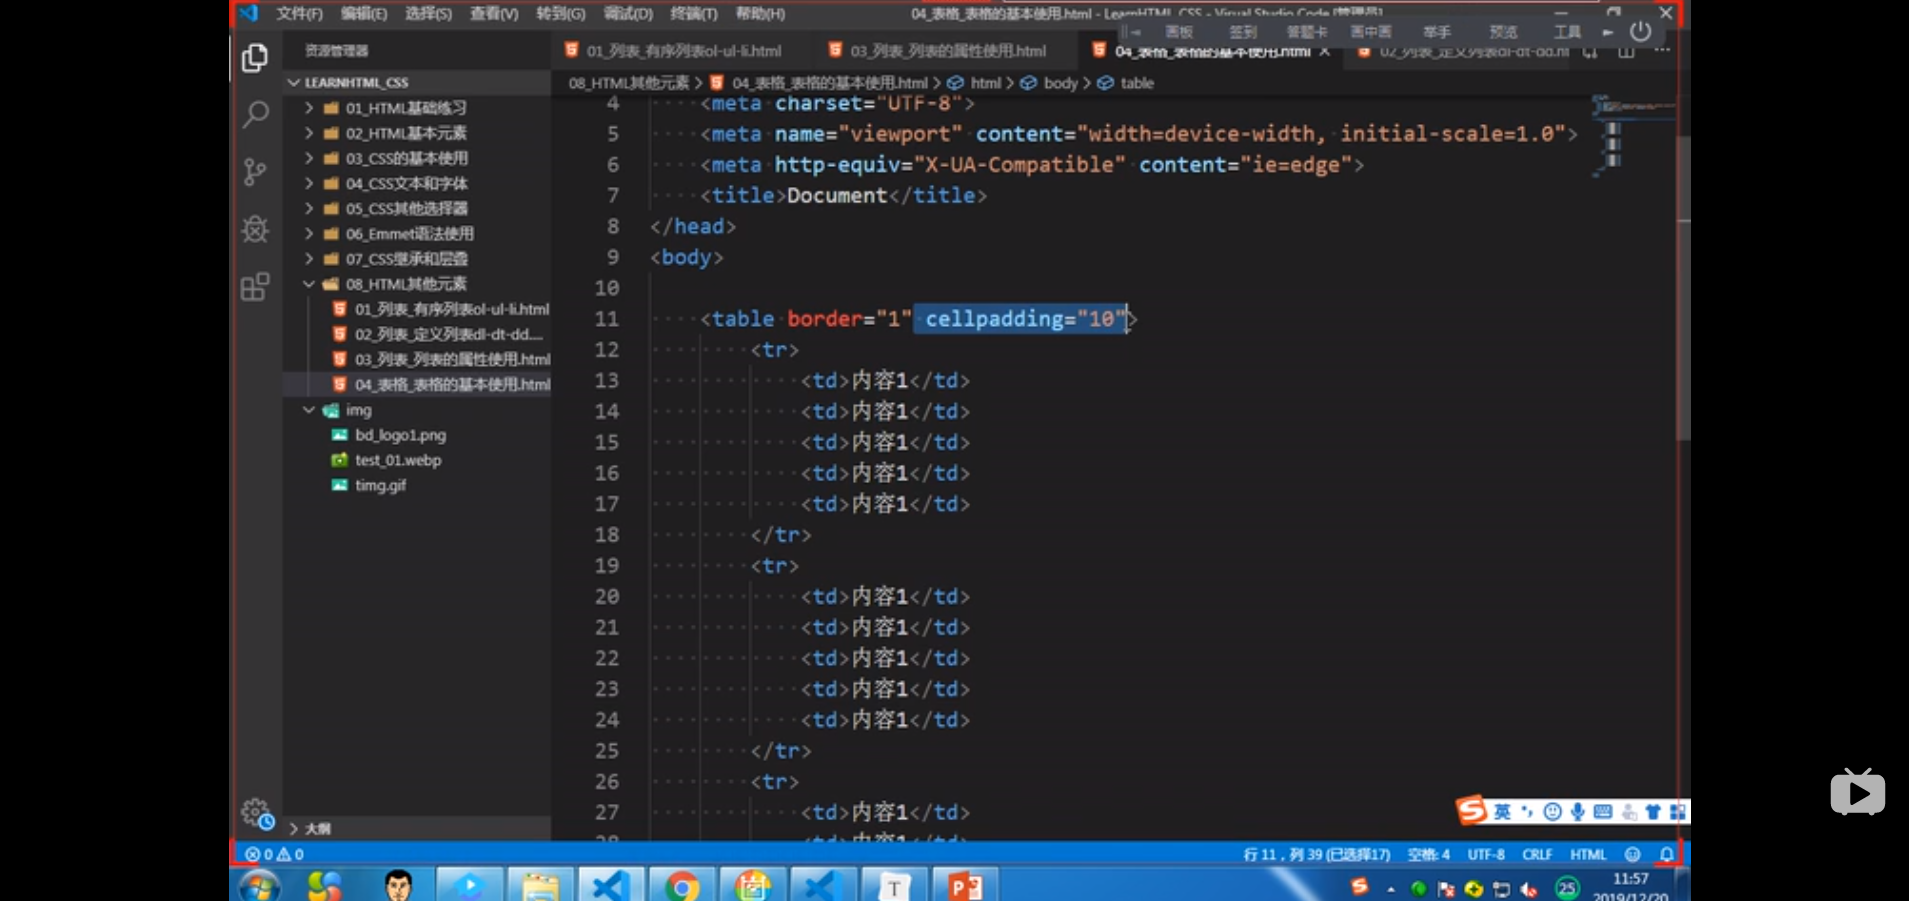 文件(F) 编辑(E) 选择(S) 查看(V) 转到(G) 调试(D) 终端(T) 帮助(H) 04_表格_表格的基本使用.html - LearnHTML_CSS - Visual Studio Code [管理员]
画板 签到 答题卡 画中画 举手 预览 工具
资源管理器
01_列表_有序列表ol-ul-li.html 03_列表_列表的属性使用.html 04_表格_表格的基本使用.html 02_列表_定义列表dl-dt-dd.ht
08_HTML其他元素 > 04_表格_表格的基本使用.html > html > body > table
LEARNHTML_CSS
01_HTML基础练习
02_HTML基本元素
03_CSS的基本使用
04_CSS文本和字体
05_CSS其他选择器
06_Emmet语法使用
07_CSS继承和层叠
08_HTML其他元素
01_列表_有序列表ol-ul-li.html
02_列表_定义列表dl-dt-dd....
03_列表_列表的属性使用.html
04_表格_表格的基本使用.html
img
bd_logo1.png
test_01.webp
timg.gif
大纲
4 <meta charset="UTF-8">
5 <meta name="viewport" content="width=device-width, initial-scale=1.0">
6 <meta http-equiv="X-UA-Compatible" content="ie=edge">
7 <title>Document</title>
8 </head>
9 <body>
10
11 <table border="1" cellpadding="10">
12 <tr>
13 <td>内容1</td>
14 <td>内容1</td>
15 <td>内容1</td>
16 <td>内容1</td>
17 <td>内容1</td>
18 </tr>
19 <tr>
20 <td>内容1</td>
21 <td>内容1</td>
22 <td>内容1</td>
23 <td>内容1</td>
24 <td>内容1</td>
25 </tr>
26 <tr>
27 <td>内容1</td>
28 <td>内容1</td>
英
0 0 行 11，列 39 (已选择17) 空格: 4 UTF-8 CRLF HTML
25 11:57
2019/12/20